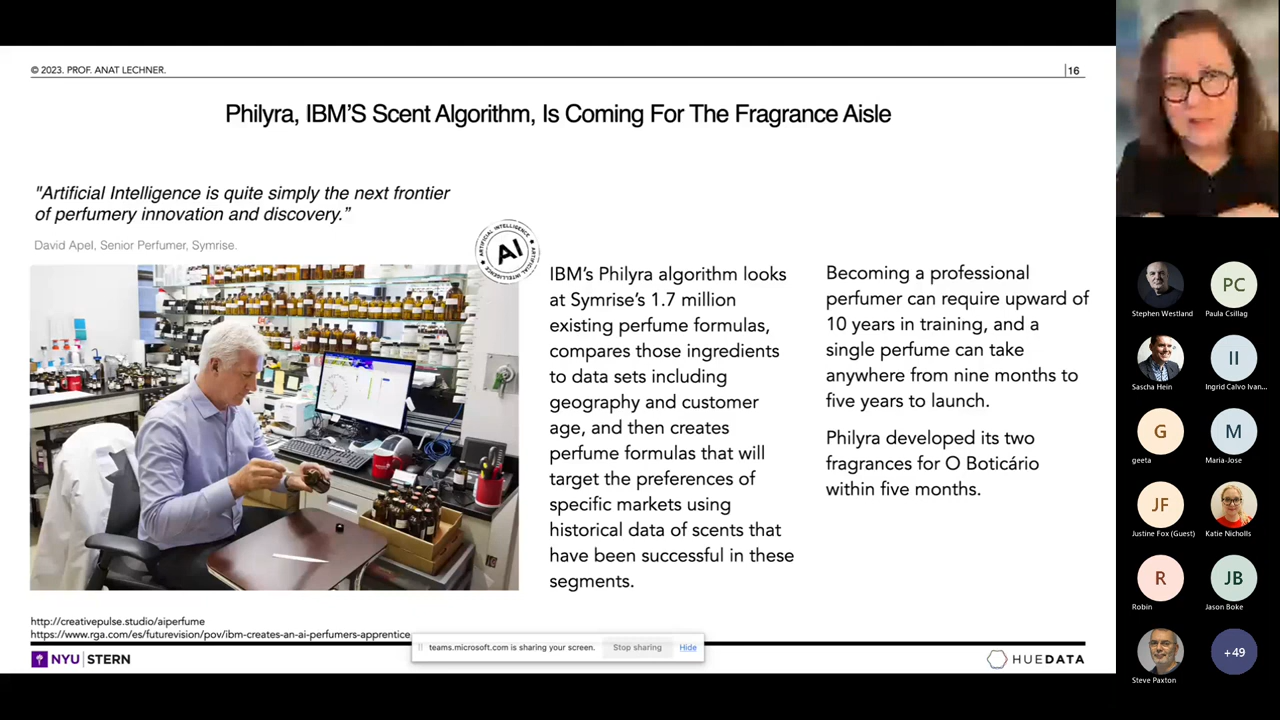 © 2023. PROF. ANAT LECHNER.
|16
Philyra, IBM'S Scent Algorithm, Is Coming For The Fragrance Aisle
"Artificial Intelligence is quite simply the next frontier
of perfumery innovation and discovery.”
David Apel, Senior Perfumer, Symrise.
ARTIFICIAL INTELLIGENCE
AI
ARTIFICIAL INTELLIGENCE
IBM’s Philyra algorithm looks
at Symrise’s 1.7 million
existing perfume formulas,
compares those ingredients
to data sets including
geography and customer
age, and then creates
perfume formulas that will
target the preferences of
specific markets using
historical data of scents that
have been successful in these
segments.
Becoming a professional
perfumer can require upward of
10 years in training, and a
single perfume can take
anywhere from nine months to
five years to launch.
Philyra developed its two
fragrances for O Boticário
within five months.
http://creativepulse.studio/aiperfume
https://www.rga.com/es/futurevision/pov/ibm-creates-an-ai-perfumers-apprentice
teams.microsoft.com is sharing your screen.
Stop sharing
Hide
NYU | STERN
HUEDATA
Stephen Westland
PC
Paula Csillag
Sascha Hein
II
Ingrid Calvo Ivan...
G
geeta
M
Maria-Jose
JF
Justine Fox (Guest)
Katie Nicholls
R
Robin
JB
Jason Boke
Steve Paxton
+49